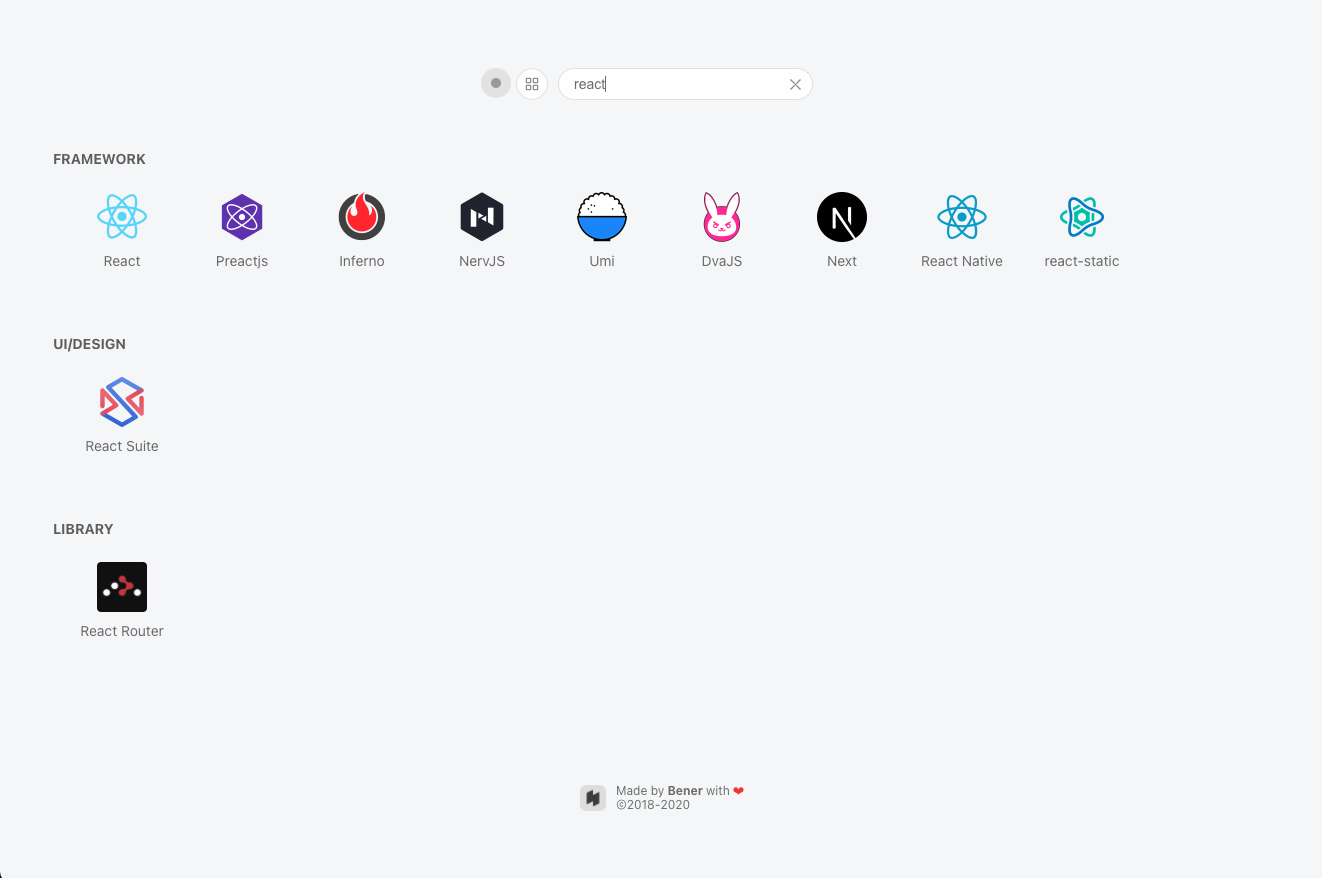 react
FRAMEWORK
React
Preactjs
Inferno
NervJS
Umi
DvaJS
Next
React Native
react-static
UI/DESIGN
React Suite
LIBRARY
React Router
Made by Bener with ❤
©2018-2020